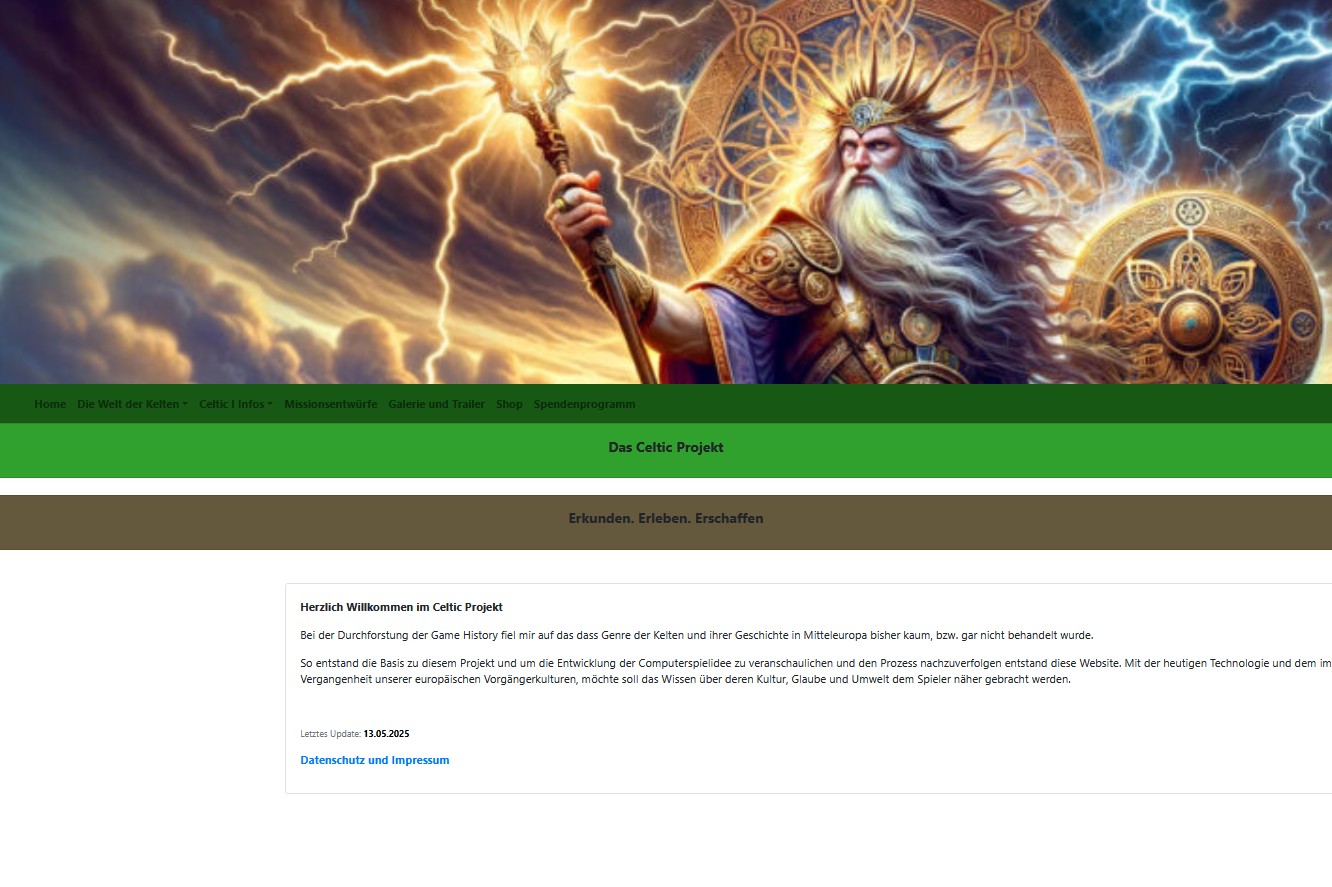 Home Die Welt der Kelten Celtic I Infos Missionsentwürfe Galerie und Trailer Shop Spendenprogramm
Das Celtic Projekt
Erkunden. Erleben. Erschaffen
Herzlich Willkommen im Celtic Projekt
Bei der Durchforstung der Game History fiel mir auf das dass Genre der Kelten und ihrer Geschichte in Mitteleuropa bisher kaum, bzw. gar nicht behandelt wurde.
So entstand die Basis zu diesem Projekt und um die Entwicklung der Computerspielidee zu veranschaulichen und den Prozess nachzuverfolgen entstand diese Website. Mit der heutigen Technologie und dem im
Vergangenheit unserer europäischen Vorgängerkulturen, möchte soll das Wissen über deren Kultur, Glaube und Umwelt dem Spieler näher gebracht werden.
Letztes Update: 13.05.2025
Datenschutz und Impressum